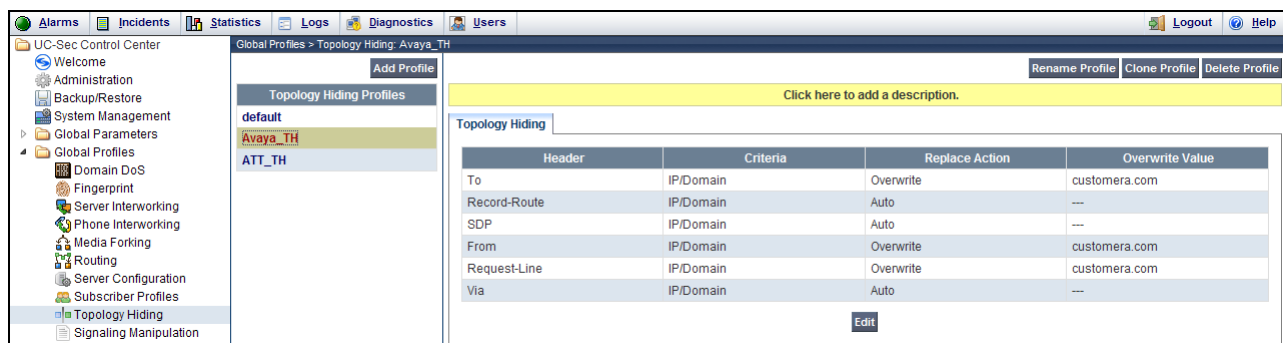 Alarms Incidents Statistics Logs Diagnostics Users Logout Help
UC-Sec Control Center
Welcome
Administration
Backup/Restore
System Management
Global Parameters
Global Profiles
Domain DoS
Fingerprint
Server Interworking
Phone Interworking
Media Forking
Routing
Server Configuration
Subscriber Profiles
Topology Hiding
Signaling Manipulation
Global Profiles > Topology Hiding: Avaya_TH
Add Profile
Topology Hiding Profiles
default
Avaya_TH
ATT_TH
Rename Profile Clone Profile Delete Profile
Click here to add a description.
Topology Hiding
Header Criteria Replace Action Overwrite Value
To IP/Domain Overwrite customera.com
Record-Route IP/Domain Auto ---
SDP IP/Domain Auto ---
From IP/Domain Overwrite customera.com
Request-Line IP/Domain Overwrite customera.com
Via IP/Domain Auto ---
Edit